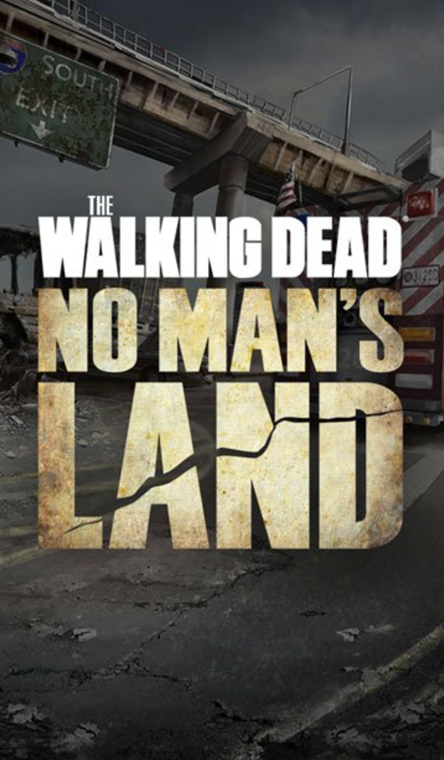 SOUTH
EXIT
THE
WALKING DEAD
NO MAN'S
LAND